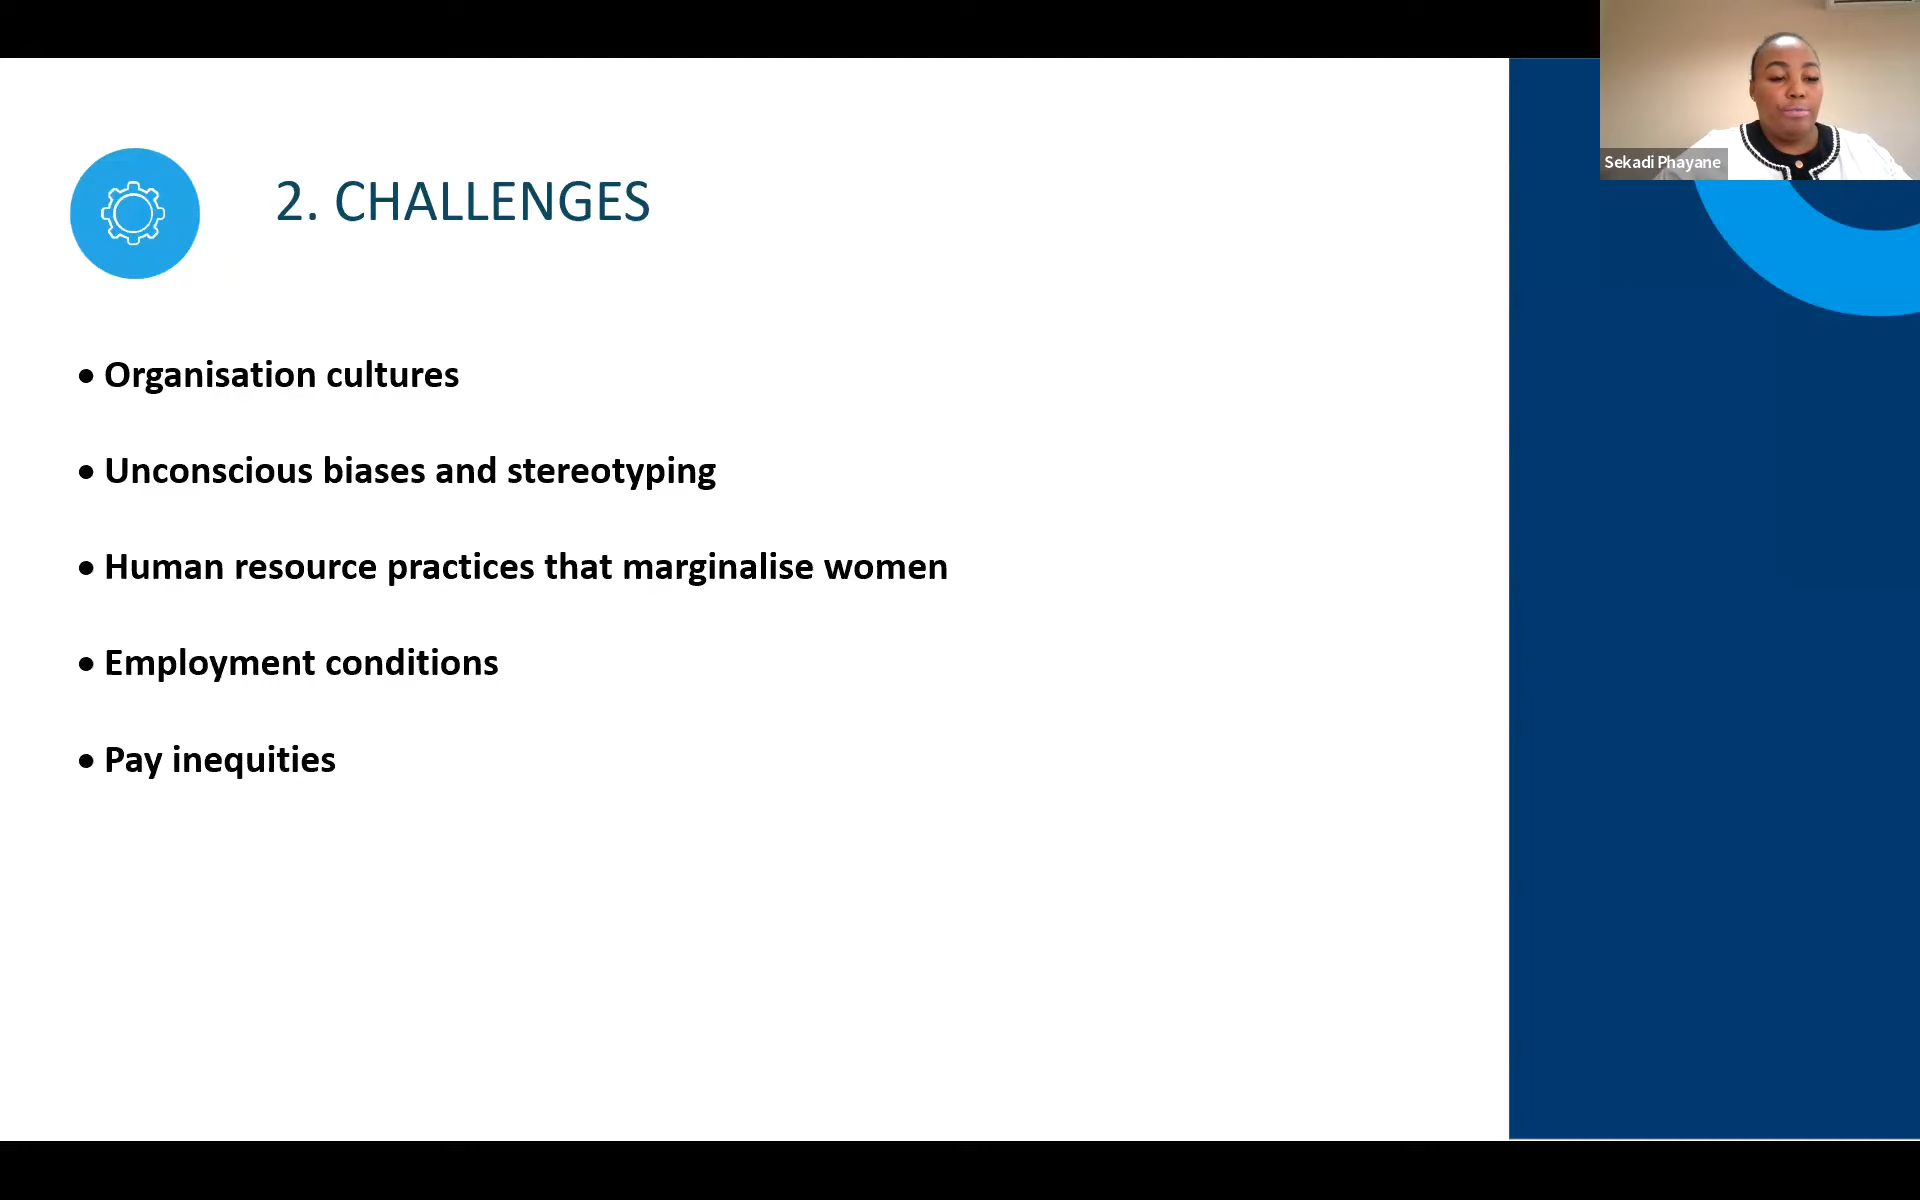 Sekadi Phayane
2. CHALLENGES
• Organisation cultures
• Unconscious biases and stereotyping
• Human resource practices that marginalise women
• Employment conditions
• Pay inequities